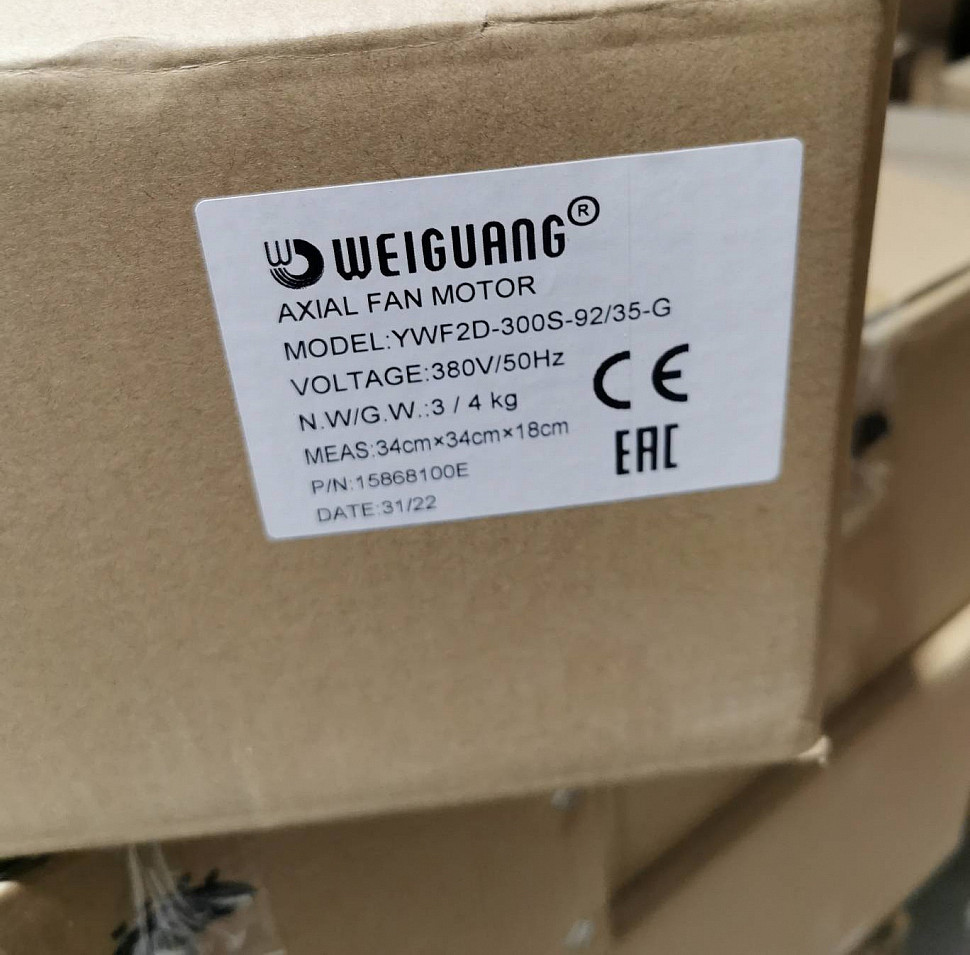 WEIGUANG®
AXIAL FAN MOTOR
MODEL:YWF2D-300S-92/35-G
VOLTAGE:380V/50Hz
N.W/G.W.:3 / 4 kg
MEAS:34cm×34cm×18cm
P/N:15868100E
DATE:31/22
CE
EAC